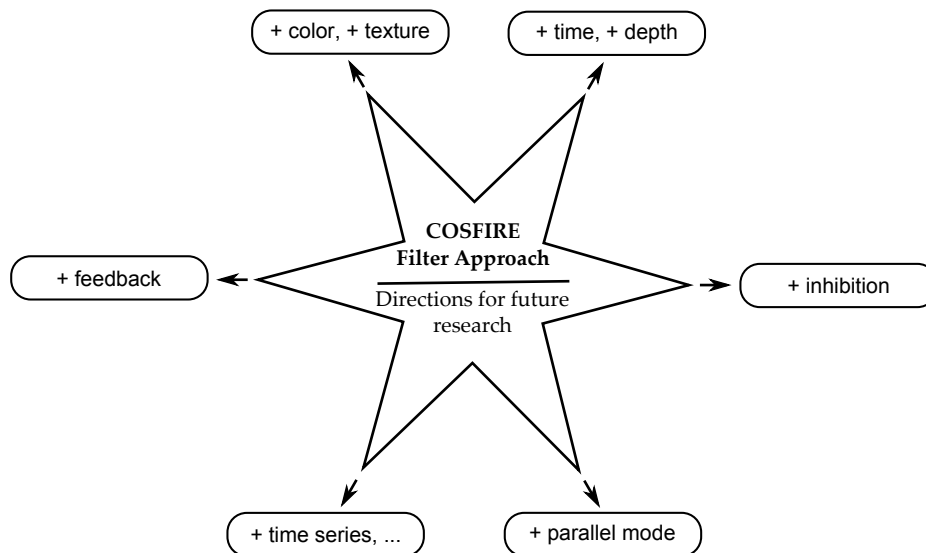 + color, + texture
+ time, + depth
COSFIRE
Filter Approach
Directions for future
research
+ feedback
+ inhibition
+ time series, ...
+ parallel mode